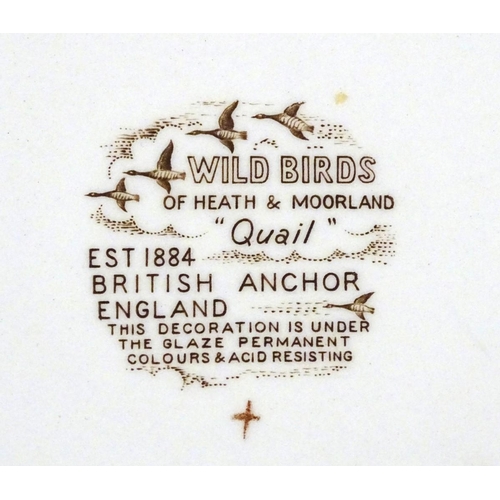 WILD BIRDS
OF HEATH & MOORLAND
"Quail"
EST 1884
BRITISH ANCHOR
ENGLAND
THIS DECORATION IS UNDER
THE GLAZE PERMANENT
COLOURS & ACID RESISTING